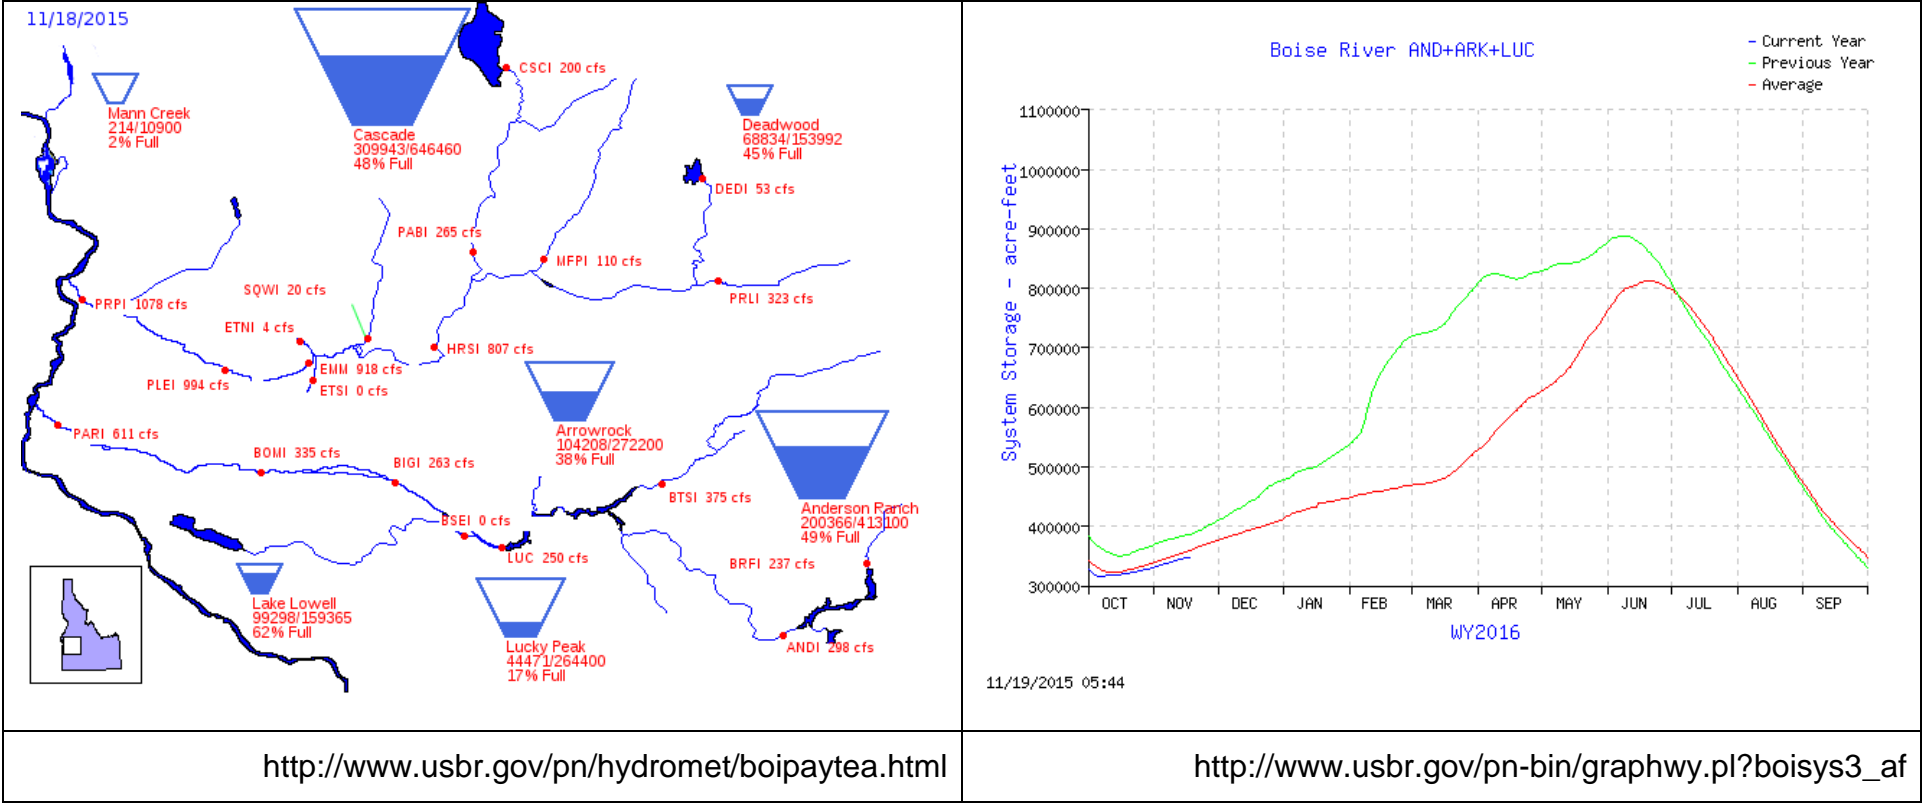 11/18/2015
Mann Creek
214/10900
2% Full
Cascade
309943/646460
48% Full
CSCI 200 cfs
Deadwood
68834/153992
45% Full
DEDI 53 cfs
PABI 265 cfs
MFPI 110 cfs
PRLI 323 cfs
SQWI 20 cfs
PRPI 1078 cfs
ETNI 4 cfs
HRSI 807 cfs
EMM 918 cfs
PLEI 994 cfs
ETSI 0 cfs
PARI 611 cfs
Arrowrock
104208/272200
38% Full
BOMI 335 cfs
BIGI 263 cfs
BTSI 375 cfs
Anderson Ranch
200366/413100
49% Full
BSEI 0 cfs
LUC 250 cfs
BRFI 237 cfs
Lake Lowell
99298/159365
62% Full
Lucky Peak
44471/264400
17% Full
ANDI 298 cfs
http://www.usbr.gov/pn/hydromet/boipaytea.html
Boise River AND+ARK+LUC
Current Year
Previous Year
Average
System Storage - acre-feet
1100000
1000000
900000
800000
700000
600000
500000
400000
300000
OCT NOV DEC JAN FEB MAR APR MAY JUN JUL AUG SEP
WY2016
11/19/2015 05:44
http://www.usbr.gov/pn-bin/graphwy.pl?boisys3_af